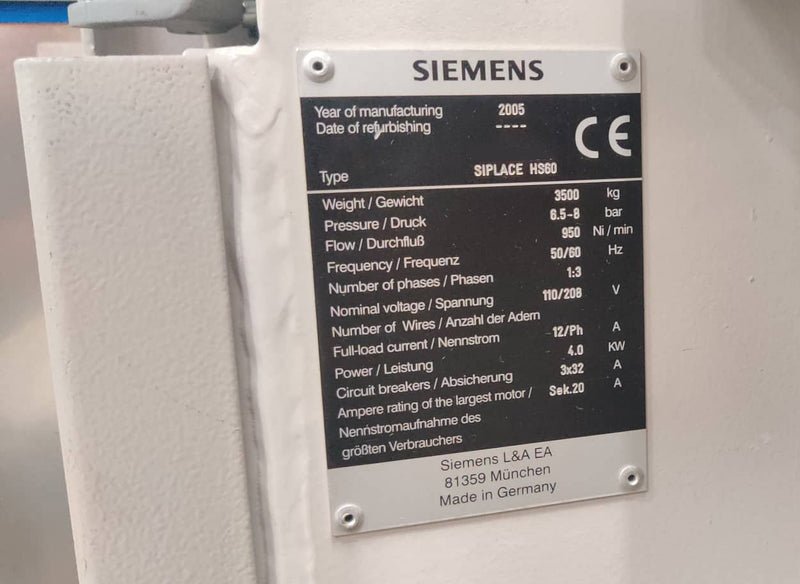 SIEMENS
Year of manufacturing 2005
Date of refurbishing ----
CE
Type SIPLACE HS60
Weight / Gewicht 3500 kg
Pressure / Druck 6.5-8 bar
Flow / Durchfluß 950 Ni / min
Frequency / Frequenz 50/60 Hz
Number of phases / Phasen 1:3
Nominal voltage / Spannung 110/208 V
Number of Wires / Anzahl der Adern
Full-load current / Nennstrom 12/Ph A
Power / Leistung 4.0 KW
Circuit breakers / Absicherung 3x32 A
Ampere rating of the largest motor / Sek.20 A
Nennstromaufnahme des
größten Verbrauchers
Siemens L&A EA
81359 München
Made in Germany